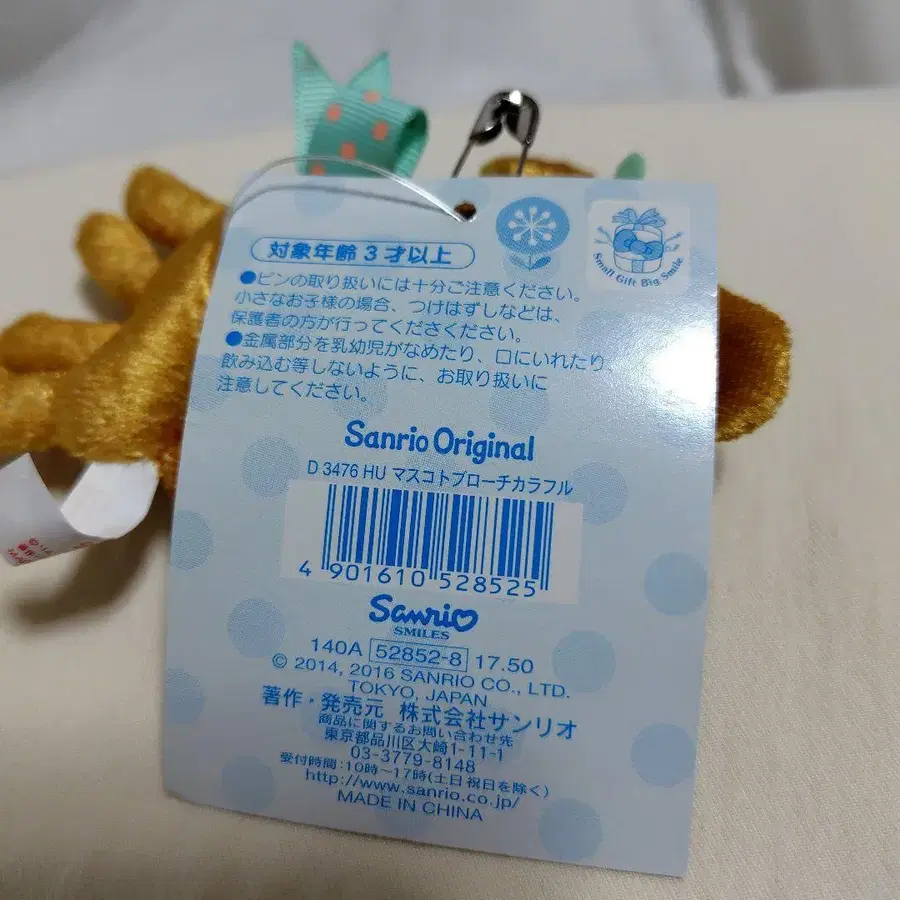 対象年齢3才以上
●ピンの取り扱いには十分ご注意ください。
小さなお子様の場合、つけはずしなどは、
保護者の方が行ってくださください。
●金属部分を乳幼児がなめたり、口にいれたり、
飲み込む等しないように、お取り扱いに
注意してください。
Small Gift Big Smile
Sanrio Original
D 3476 HU マスコトブローチカラフル
4 901610 528525
Sanrio
SMILES
140A 52852-8 17.50
© 2014, 2016 SANRIO CO., LTD.
TOKYO, JAPAN
著作・発売元 株式会社サンリオ
商品に関するお問い合わせ先
東京都品川区大崎1-11-1
03-3779-8148
受付時間:10時〜17時(土日祝日を除く)
http://www.sanrio.co.jp/
MADE IN CHINA